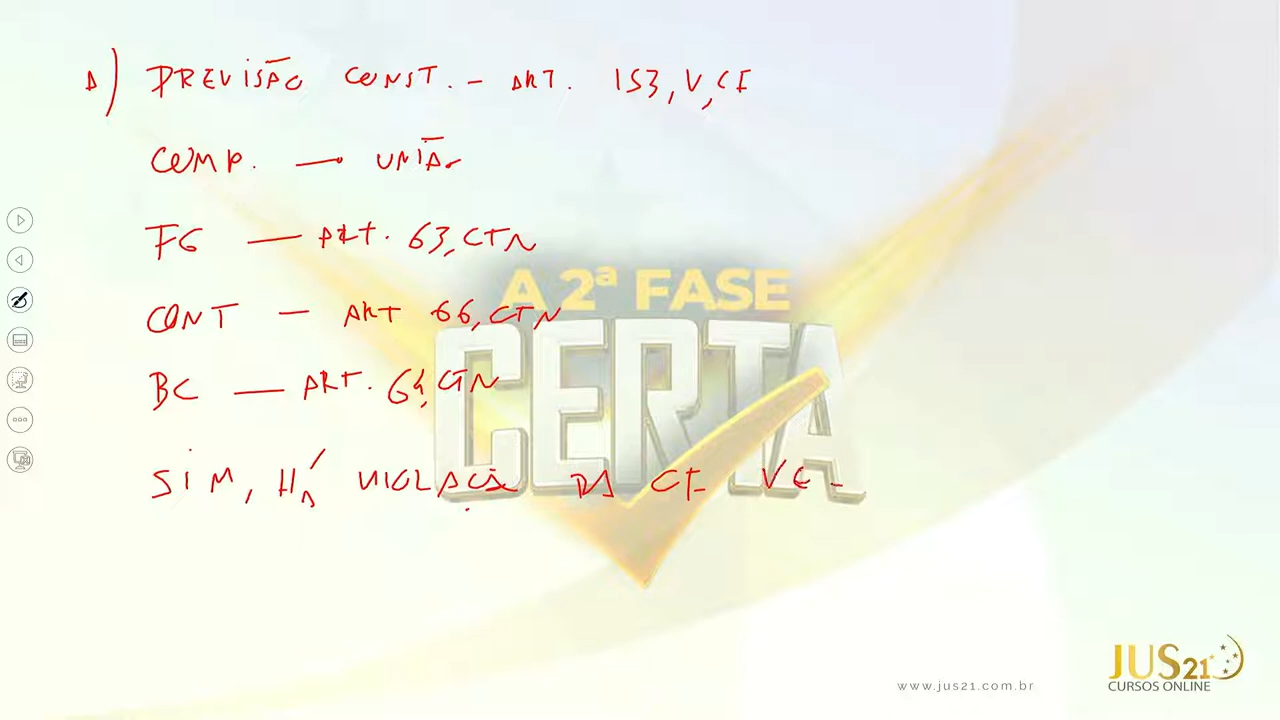 A) PREVISÃO CONST. - ART. 153, V, CF
COMP. — UNIÃO
FG — ART. 63, CTN
CONT — ART 66, CTN
BC — ART. 64, CTN
SIM, HÁ VIOLAÇÃO DA CF VE-
A 2ª FASE
CERTA
JUS21
CURSOS ONLINE
www.jus21.com.br